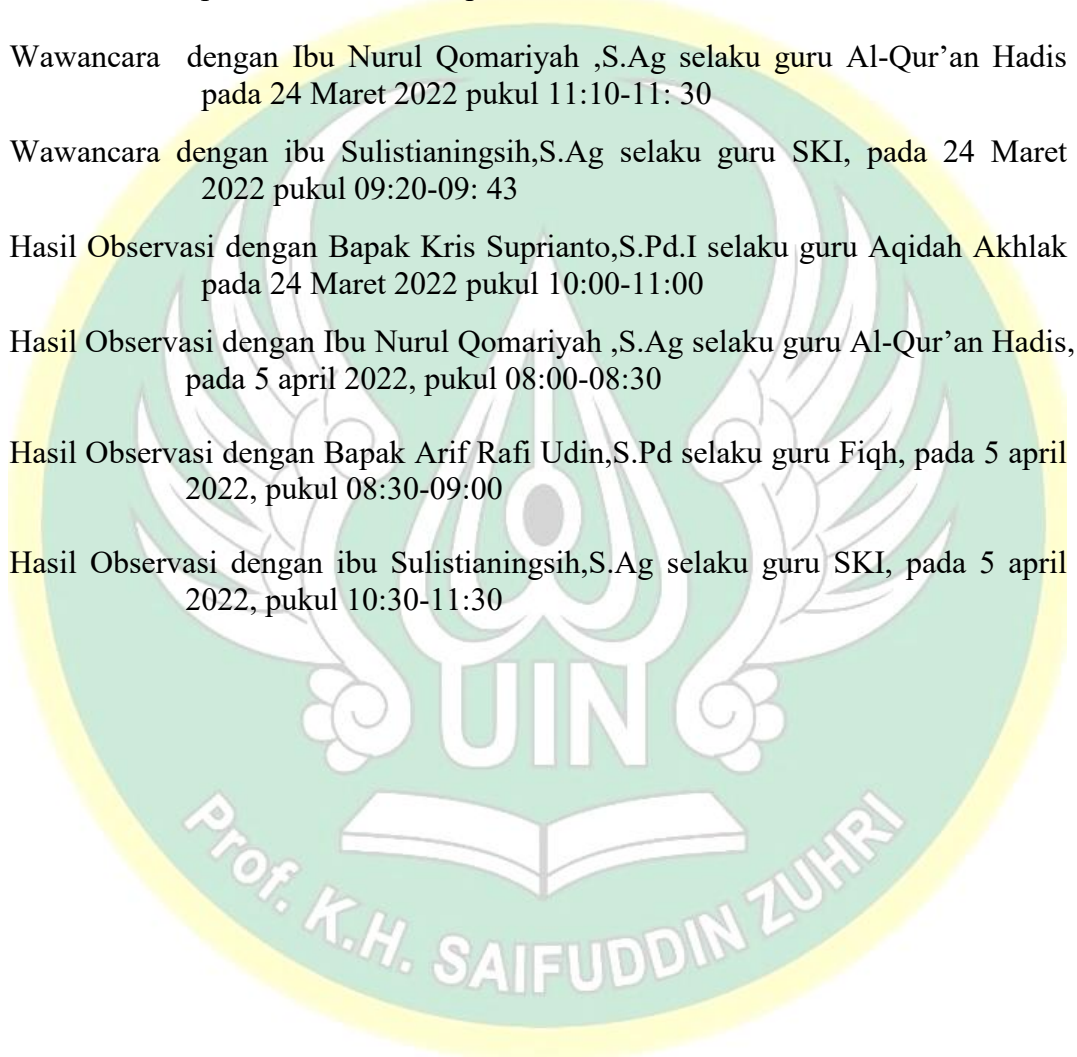 Wawancara dengan Ibu Nurul Qomariyah ,S.Ag selaku guru Al-Qur'an Hadis
pada 24 Maret 2022 pukul 11:10-11: 30
Wawancara dengan ibu Sulistianingsih,S.Ag selaku guru SKI, pada 24 Maret
2022 pukul 09:20-09: 43
Hasil Observasi dengan Bapak Kris Suprianto,S.Pd.I selaku guru Aqidah Akhlak
pada 24 Maret 2022 pukul 10:00-11:00
Hasil Observasi dengan Ibu Nurul Qomariyah ,S.Ag selaku guru Al-Qur'an Hadis,
pada 5 april 2022, pukul 08:00-08:30
Hasil Observasi dengan Bapak Arif Rafi Udin,S.Pd selaku guru Fiqh, pada 5 april
2022, pukul 08:30-09:00
Hasil Observasi dengan ibu Sulistianingsih,S.Ag selaku guru SKI, pada 5 april
2022, pukul 10:30-11:30
UIN
Prof. K.H. SAIFUDDIN ZUHRI